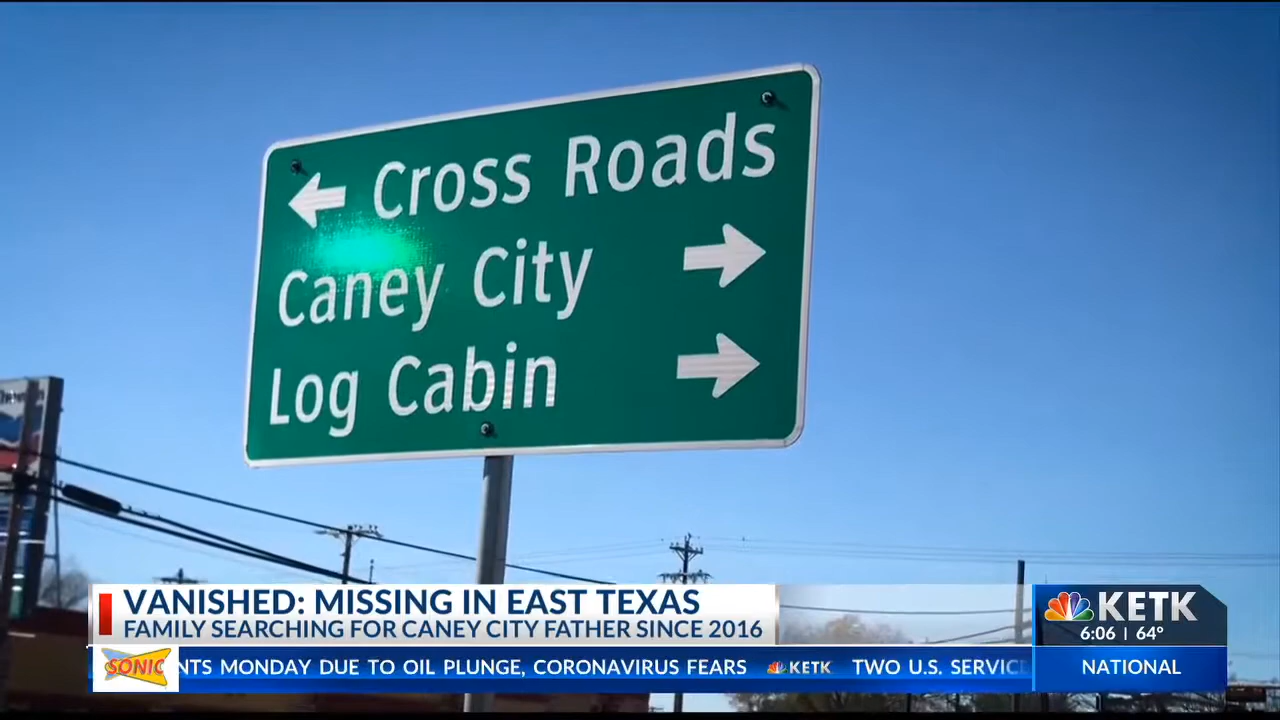 Cross Roads
Caney City
Log Cabin
VANISHED: MISSING IN EAST TEXAS
FAMILY SEARCHING FOR CANEY CITY FATHER SINCE 2016
KETK
6:06 | 64°
SONIC
NTS MONDAY DUE TO OIL PLUNGE, CORONAVIRUS FEARS KETK TWO U.S. SERVIC
NATIONAL